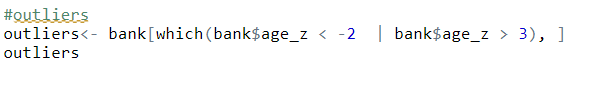 #outliers
outliers<- bank[which(bank$age_z < -2  | bank$age_z > 3), ]
outliers